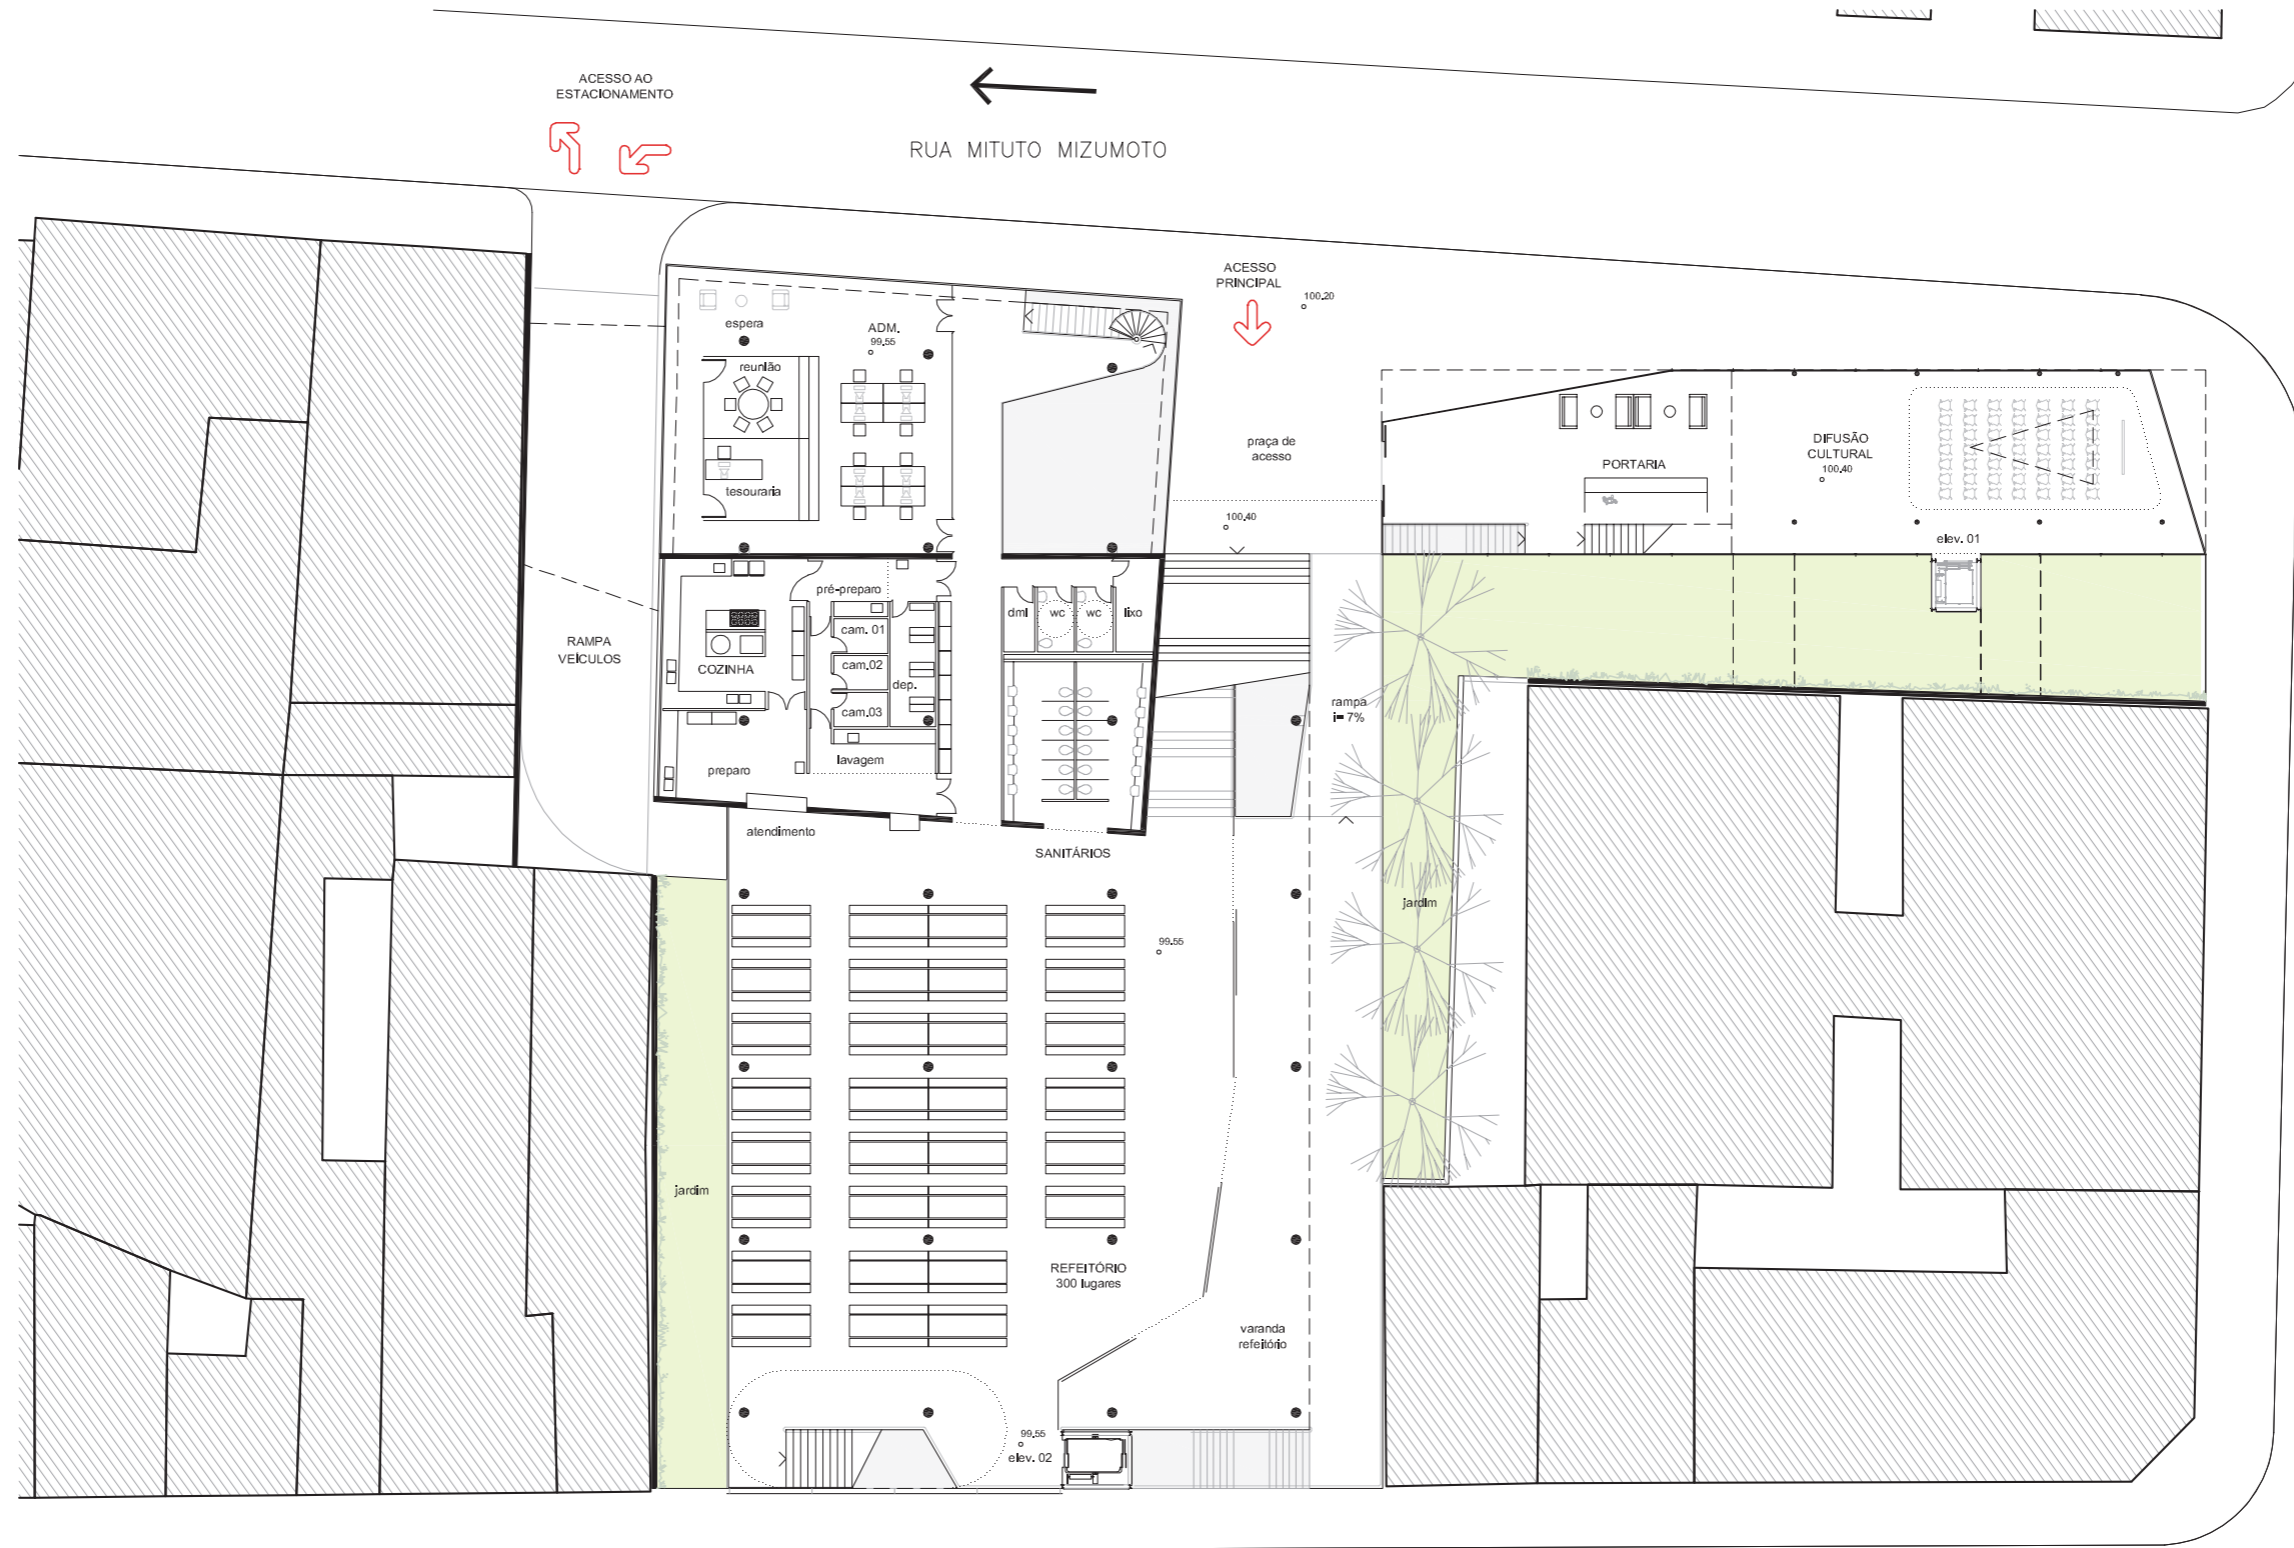 ACESSO AO
ESTACIONAMENTO
RUA MITUTO MIZUMOTO
ACESSO
PRINCIPAL
100.20
espera
ADM.
99.55
reunião
tesouraria
praça de
acesso
100.40
PORTARIA
DIFUSÃO
CULTURAL
100.40
elev. 01
RAMPA
VEÍCULOS
pré-preparo
cam. 01
cam.02
cam.03
dep.
COZINHA
dml
wc
wc
lixo
rampa
i= 7%
preparo
lavagem
atendimento
SANITÁRIOS
jardim
99.55
jardim
REFEITÓRIO
300 lugares
varanda
refeitório
99.55
elev. 02